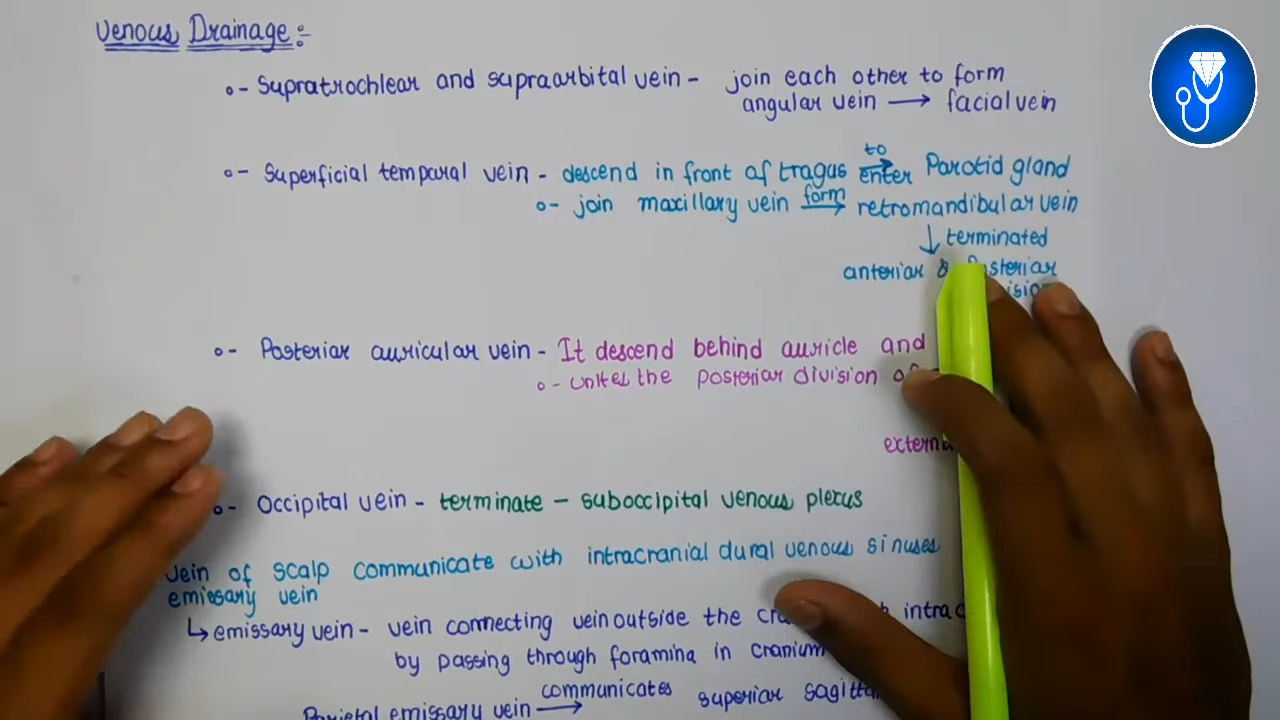 Venous Drainage :-
o- Supratrochlear and supraorbital vein - join each other to form
angular vein → facial vein
o- Superficial temporal vein - descend in front of tragus to → enter Parotid gland
o- join maxillary vein form → retromandibular vein
↓ terminated
anterior & Posterior
o- Posterior auricular vein - It descend behind auricle and
o- unites the posterior division of
o- Occipital vein - terminate - suboccipital venous plexus
vein of scalp communicate with intracranial dural venous sinuses
emissary vein
↳ emissary vein - vein connecting vein outside the
by passing through foramina in cranium
Parietal emissary vein communicates → superior